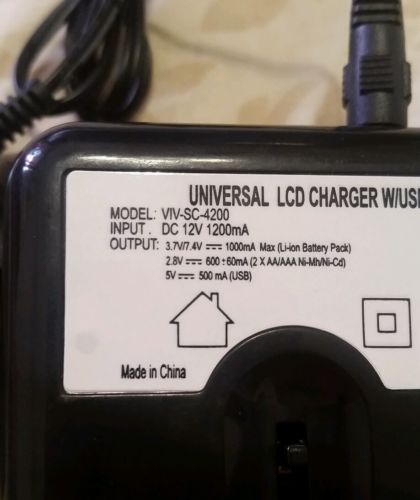 UNIVERSAL LCD CHARGER W/USB
MODEL: VIV-SC-4200
INPUT . DC 12V 1200mA
OUTPUT: 3.7V/7.4V ⎓ 1000mA Max (Li-ion Battery Pack)
2.8V ⎓ 600±60mA (2 X AA/AAA Ni-Mh/Ni-Cd)
5V ⎓ 500 mA (USB)
Made in China